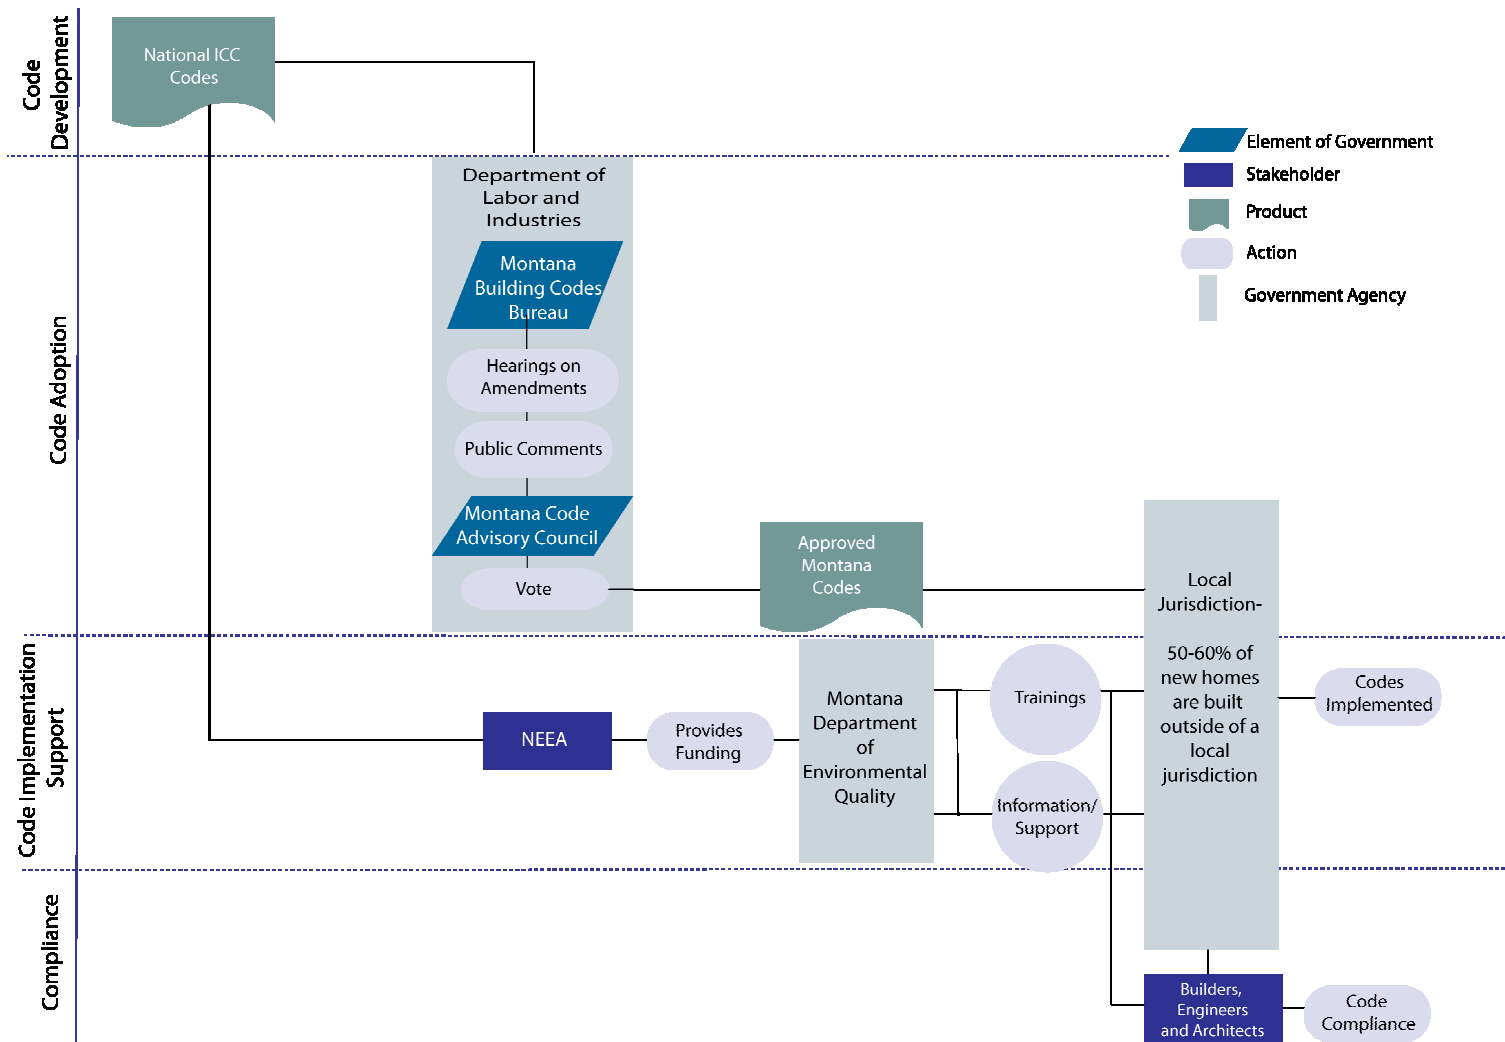 Code
Development
National ICC
Codes
Element of Government
Stakeholder
Product
Action
Government Agency
Code Adoption
Department of
Labor and
Industries
Montana
Building Codes
Bureau
Hearings on
Amendments
Public Comments
Montana Code
Advisory Council
Vote
Approved
Montana
Codes
Local
Jurisdiction-
50-60% of
new homes
are built
outside of a
local
jurisdiction
Code Implementation
Support
NEEA
Provides
Funding
Montana
Department
of
Environmental
Quality
Trainings
Information/
Support
Codes
Implemented
Compliance
Builders,
Engineers
and Architects
Code
Compliance